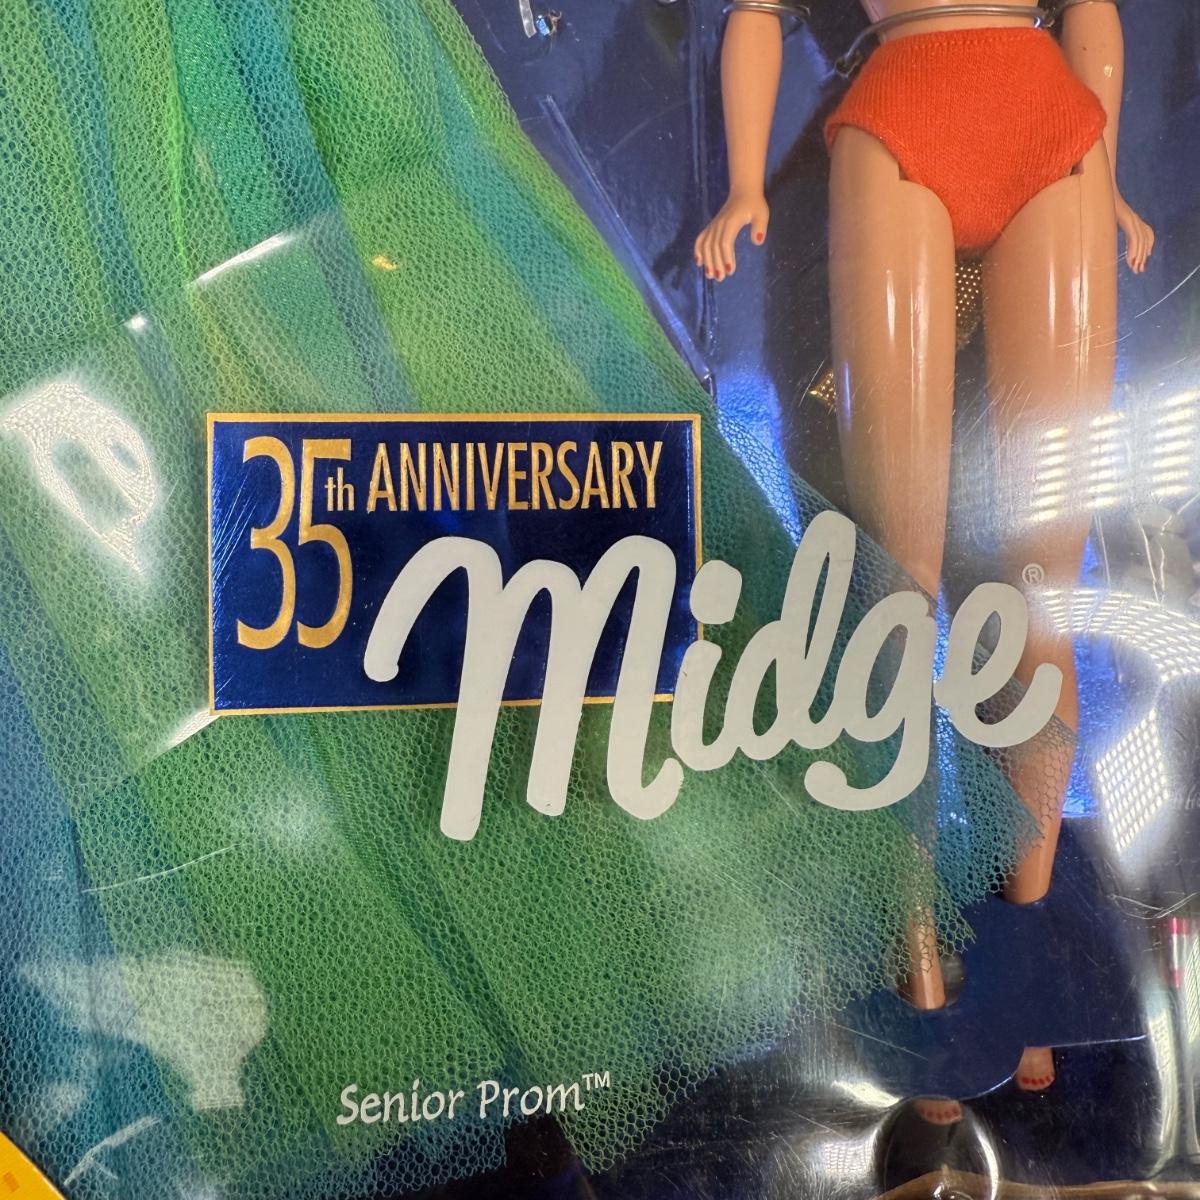 35th ANNIVERSARY
Midge®
Senior Prom™